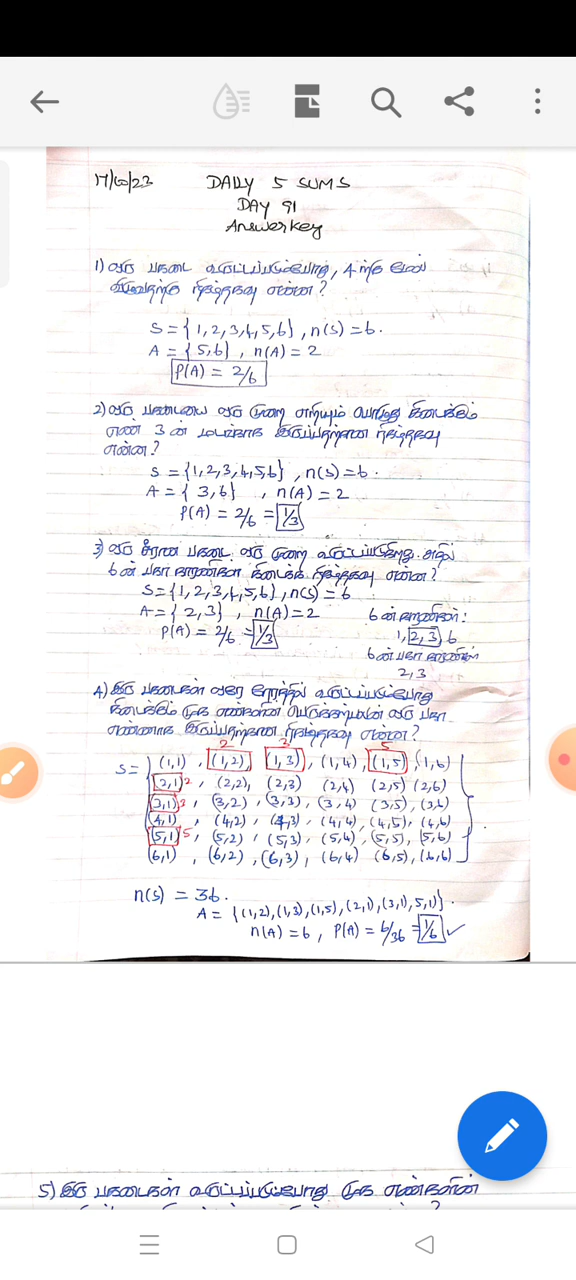 17/10/23 DAILY 5 SUMS
DAY 91
Answer key
1) ஒரு பகடை உருட்டப்படும்போது, 4 ஐ விட
நிகழ்தகவு என்ன?
S = {1,2,3,4,5,6}, n(S) = 6.
A = {5,6}, n(A) = 2
P(A) = 2/6
2) ஒரு பகடையை ஒரு முறை எறியும் போது கிடைக்கும்
எண் 3 ன் மடங்காக இருப்பதற்கான நிகழ்தகவு
என்ன?
S = {1,2,3,4,5,6}, n(S) = 6.
A = {3,6}, n(A) = 2
P(A) = 2/6 = 1/3
3) ஒரு சீரான பகடை ஒரு முறை உருட்டப்படுகிறது. அதில்
6ன் பகா காரணிகள் கிடைக்க நிகழ்தகவு என்ன?
S = {1,2,3,4,5,6}, n(S) = 6
A = {2,3}, n(A) = 2 6 ன் காரணிகள்:
P(A) = 2/6 = 1/3 1, 2, 3, 6
6ன் பகா காரணிகள்
2,3
4) இரு பகடைகள் ஒரே நேரத்தில் உருட்டப்படும்போது
கிடைக்கும் முக எண்களின் பெருக்கற்பலன் ஒரு பகா
எண்ணாக இருப்பதற்கான நிகழ்தகவு என்ன?
2 3 5
S = { (1,1), (1,2), (1,3), (1,4), (1,5), (1,6)
(2,1) 2, (2,2), (2,3) (2,4) (2,5) (2,6)
(3,1) 3, (3,2), (3,3), (3,4) (3,5), (3,6)
(4,1), (4,2), (4,3), (4,4), (4,5), (4,6)
(5,1) 5, (5,2), (5,3), (5,4), (5,5), (5,6)
(6,1), (6,2), (6,3), (6,4) (6,5), (6,6) }
n(S) = 36.
A = {(1,2),(1,3),(1,5),(2,1),(3,1),5,1)}.
n(A) = 6, P(A) = 6/36 = 1/6 ✓
5) இரு பகடைகள் உருட்டப்படும்போது முக எண்களின்